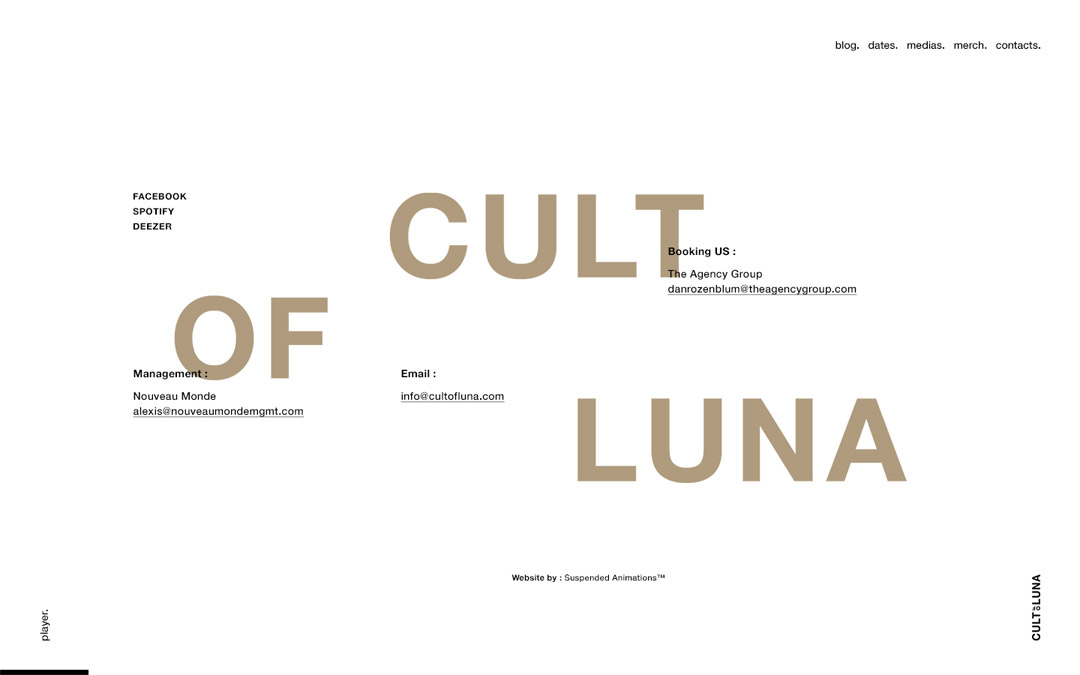 blog. dates. medias. merch. contacts.
FACEBOOK
SPOTIFY
DEEZER
CULT
Booking US :
The Agency Group
danrozenblum@theagencygroup.com
OF
Management :
Nouveau Monde
alexis@nouveaumondemgmt.com
Email :
info@cultofluna.com
LUNA
Website by : Suspended Animations™
player.
CULT OF LUNA